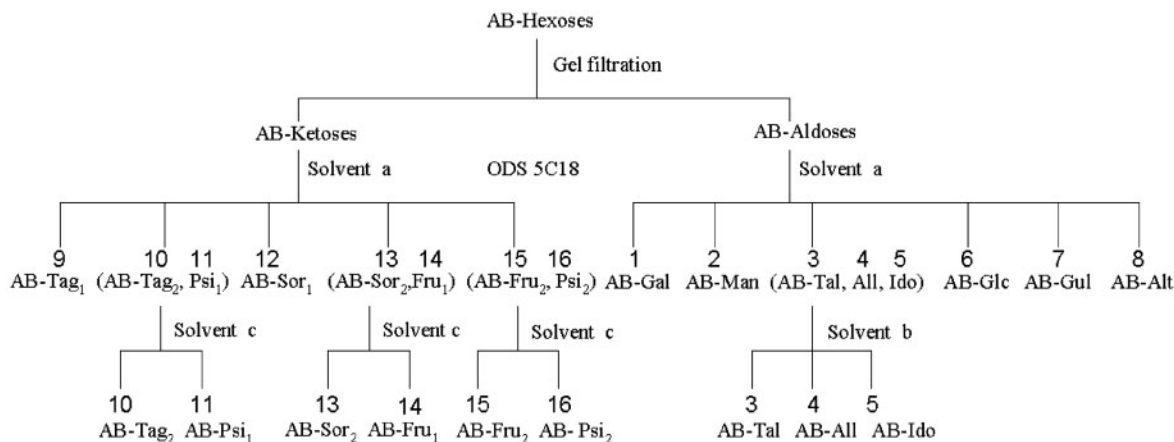 AB-Hexoses
Gel filtration
AB-Ketoses AB-Aldoses
Solvent a ODS 5C18 Solvent a
9 10 11 12 13 14 15 16 1 2 3 4 5 6 7 8
AB-Tag₁ (AB-Tag₂, Psi₁) AB-Sor₁ (AB-Sor₂,Fru₁) (AB-Fru₂, Psi₂) AB-Gal AB-Man (AB-Tal, All, Ido) AB-Glc AB-Gul AB-Alt
Solvent c Solvent c Solvent c Solvent b
10 11 13 14 15 16 3 4 5
AB-Tag₂ AB-Psi₁ AB-Sor₂ AB-Fru₁ AB-Fru₂ AB- Psi₂ AB-Tal AB-All AB-Ido